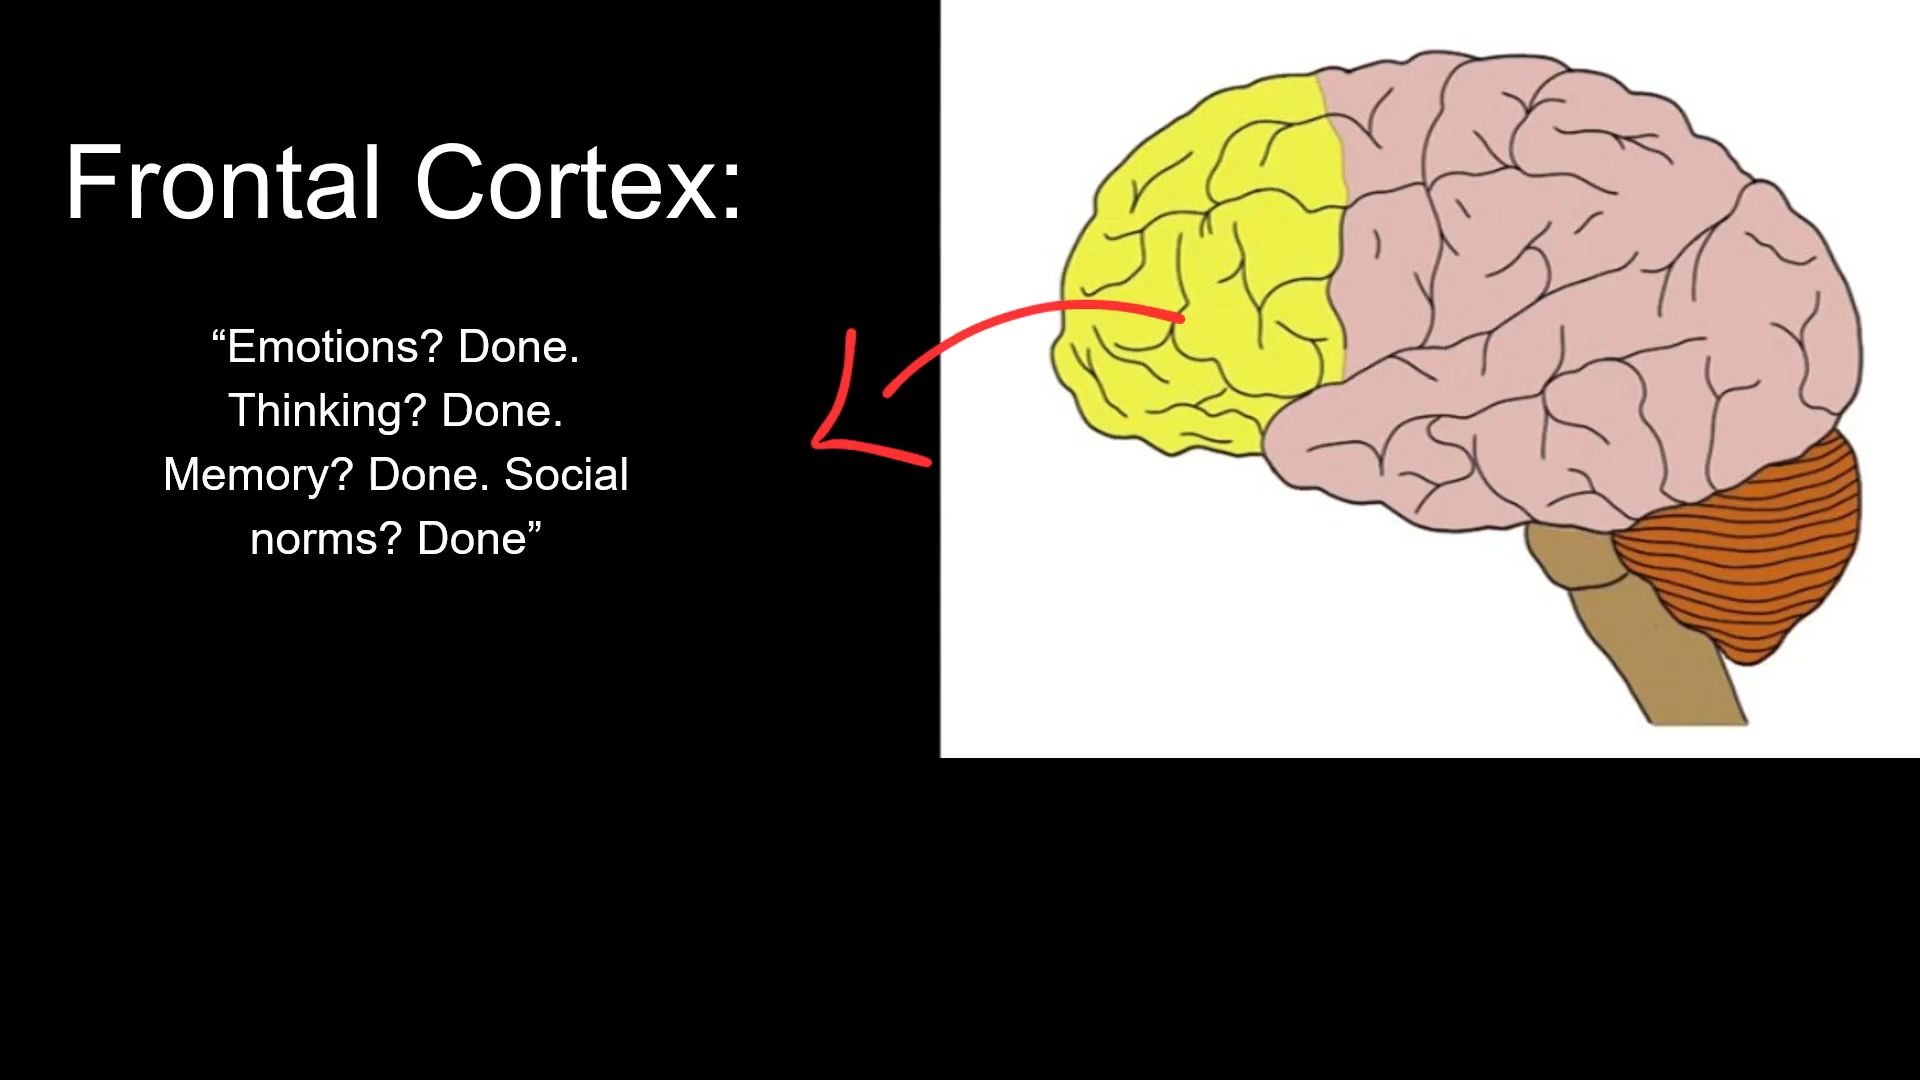 Frontal Cortex:
“Emotions? Done.
Thinking? Done.
Memory? Done. Social
norms? Done”